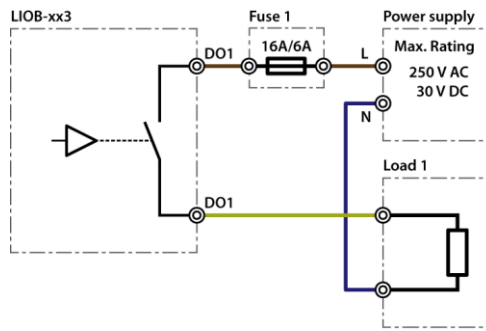 LIOB-xx3
Fuse 1
Power supply
DO1
16A/6A
L
Max. Rating
250 V AC
30 V DC
N
Load 1
DO1